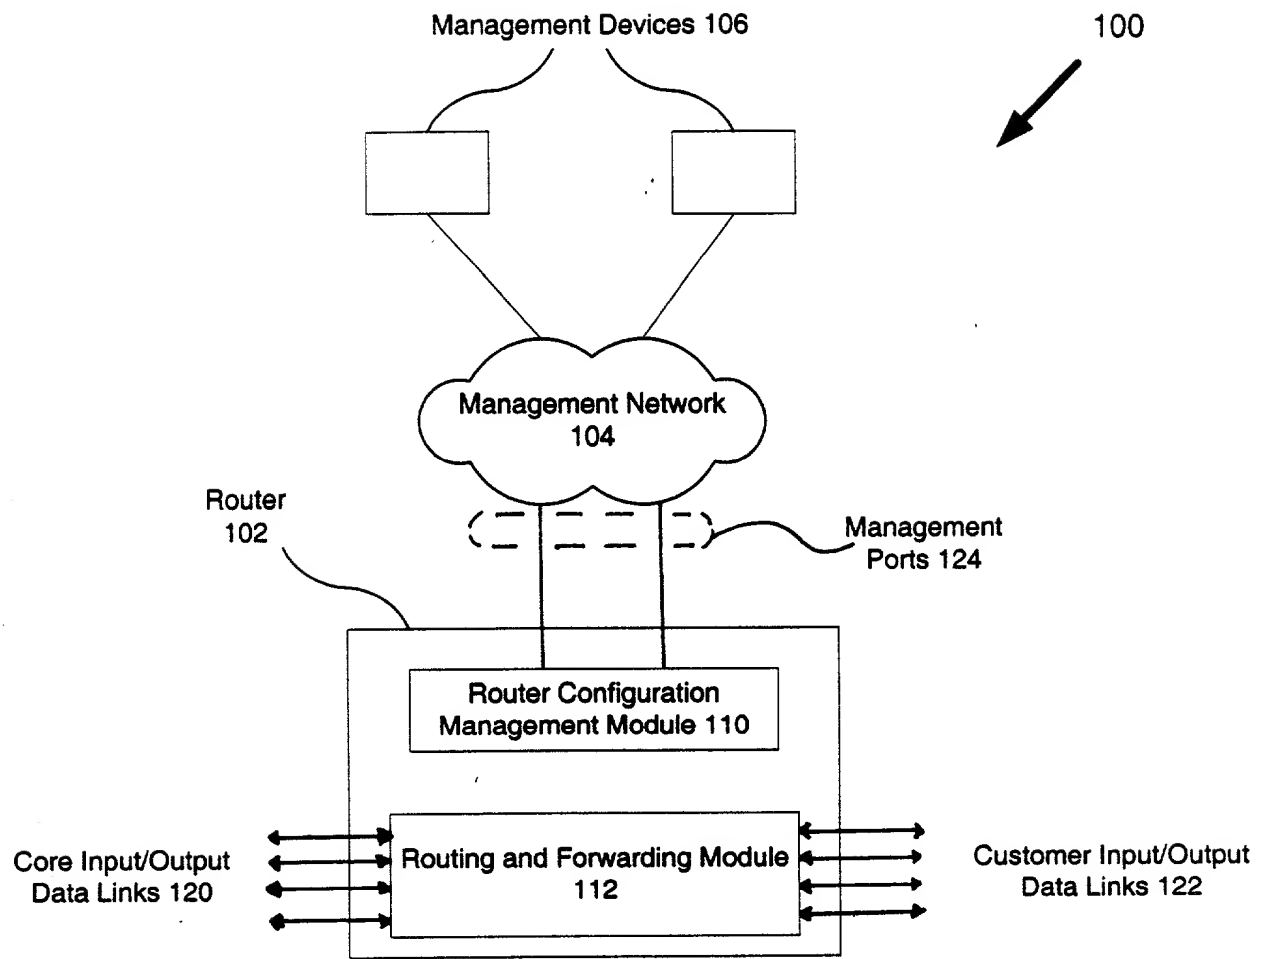 Management Devices 106
100
Management Network
104
Router
102
Management
Ports 124
Router Configuration
Management Module 110
Core Input/Output
Data Links 120
Routing and Forwarding Module
112
Customer Input/Output
Data Links 122